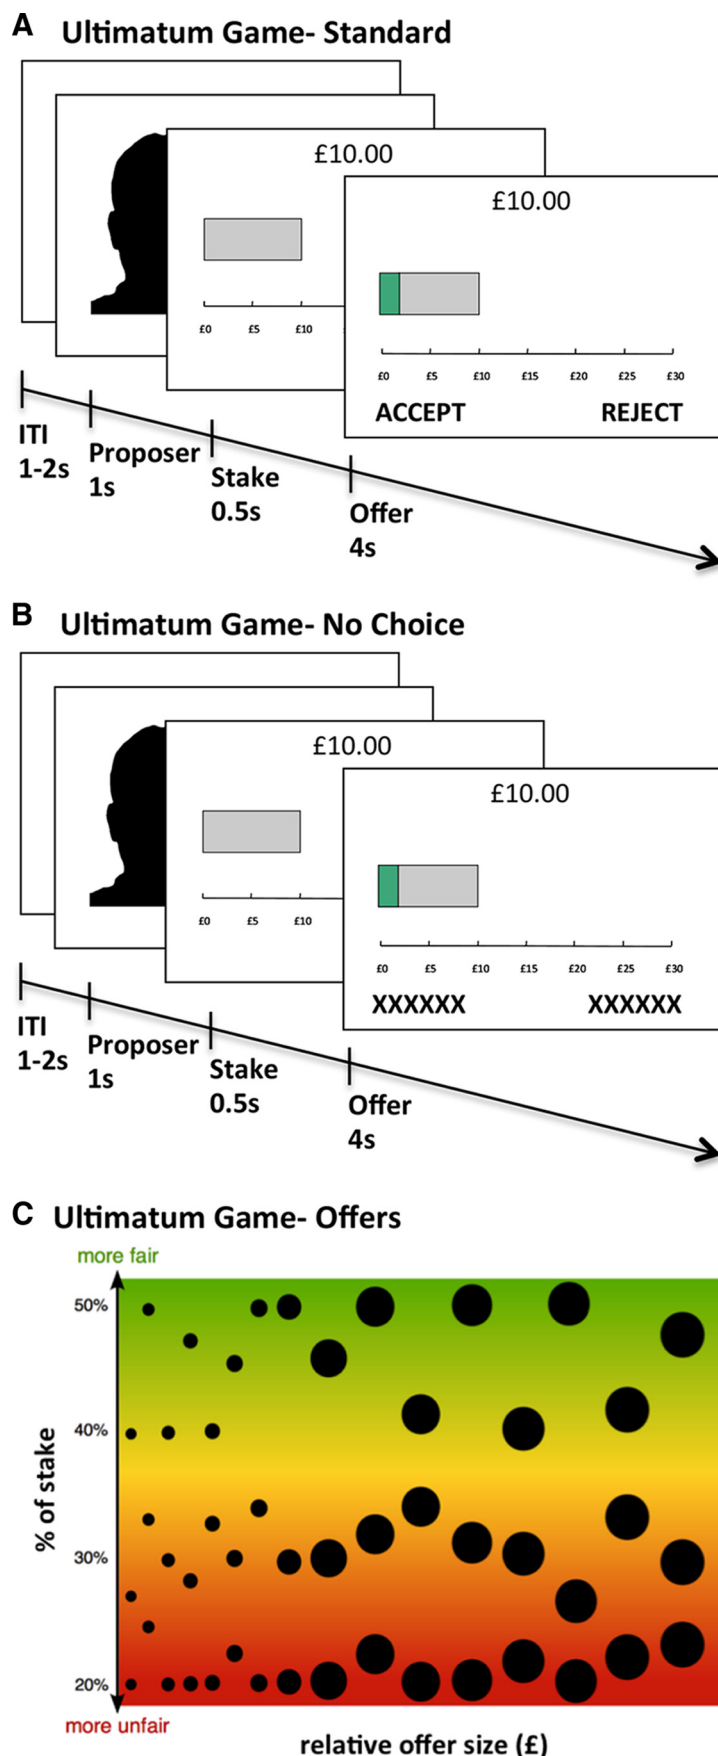 A Ultimatum Game- Standard
£10.00
£10.00
£0 £5 £10
£0 £5 £10 £15 £20 £25 £30
ACCEPT REJECT
ITI
1-2s
Proposer
1s
Stake
0.5s
Offer
4s
B Ultimatum Game- No Choice
£10.00
£10.00
£0 £5 £10
£0 £5 £10 £15 £20 £25 £30
XXXXXX XXXXXX
ITI
1-2s
Proposer
1s
Stake
0.5s
Offer
4s
C Ultimatum Game- Offers
more fair
50%
40%
% of stake
30%
20%
more unfair
relative offer size (£)